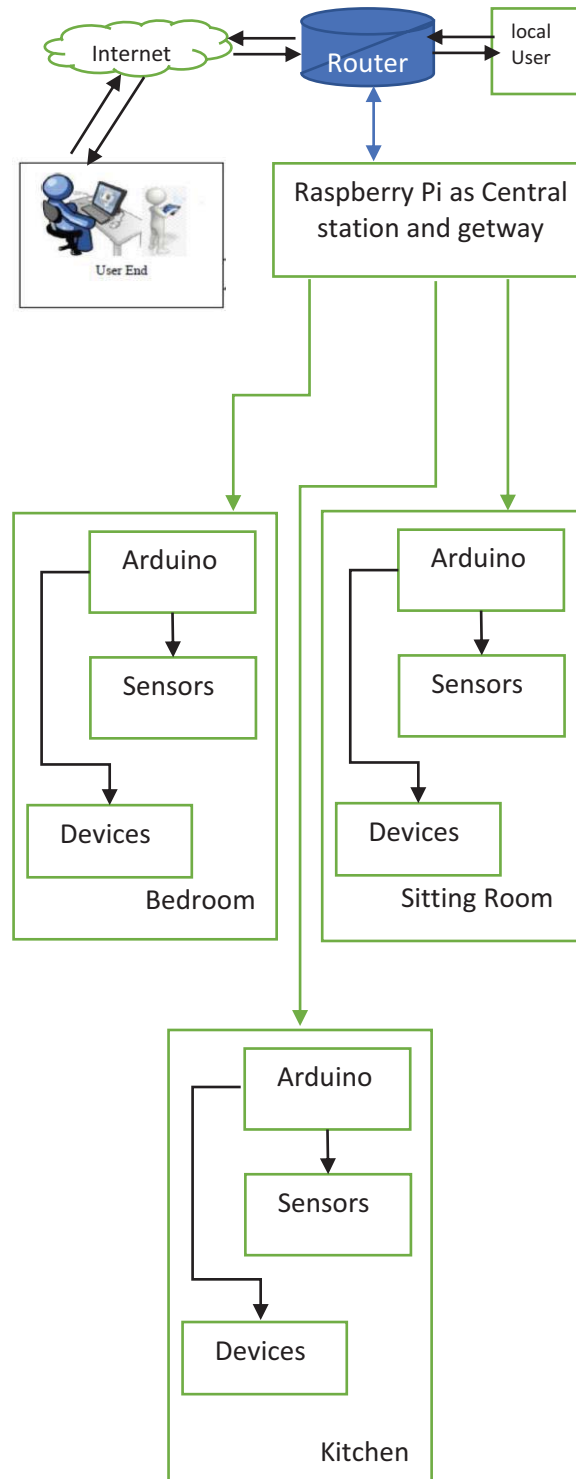 Internet
Router
local
User
User End
Raspberry Pi as Central
station and getway
Arduino
Sensors
Devices
Bedroom
Arduino
Sensors
Devices
Sitting Room
Arduino
Sensors
Devices
Kitchen